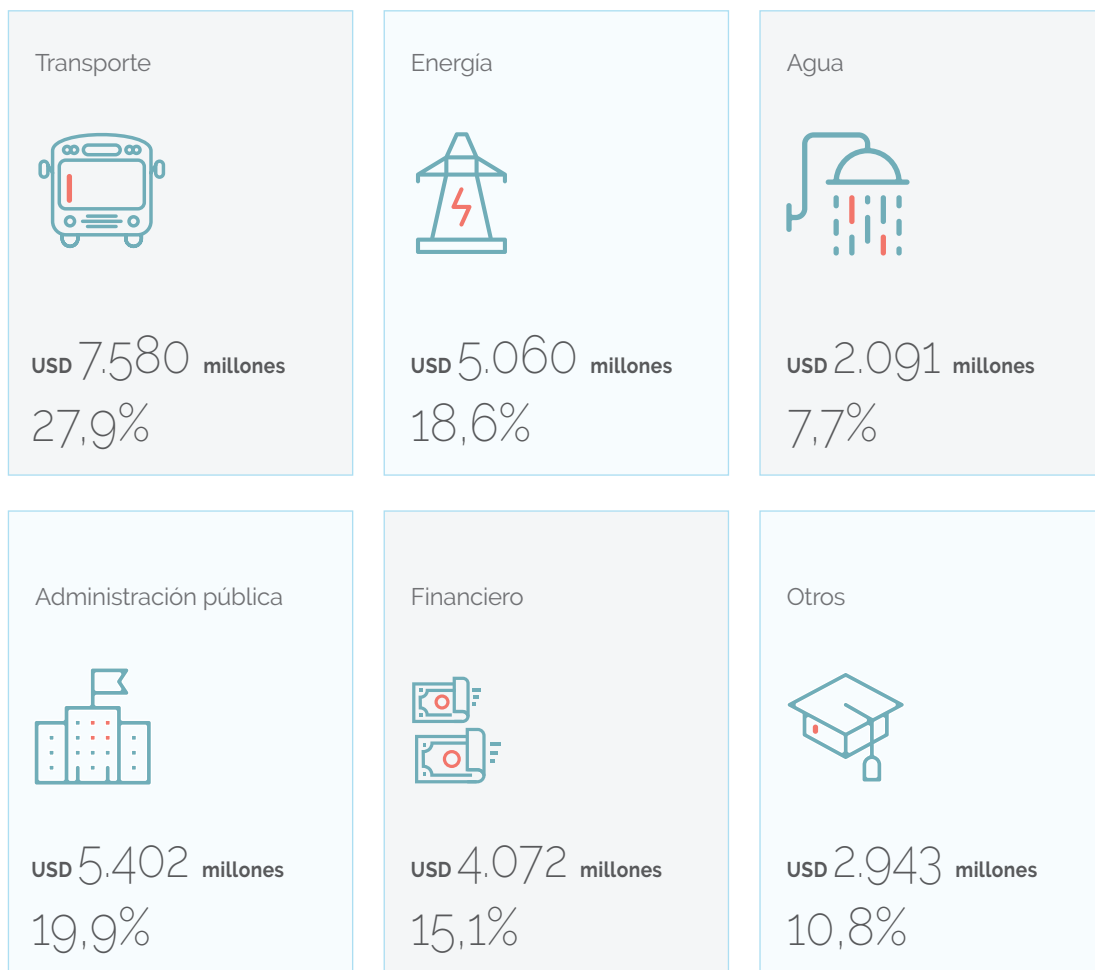 Transporte
USD 7.580 millones
27,9%
Energía
USD 5.060 millones
18,6%
Agua
USD 2.091 millones
7,7%
Administración pública
USD 5.402 millones
19,9%
Financiero
USD 4.072 millones
15,1%
Otros
USD 2.943 millones
10,8%